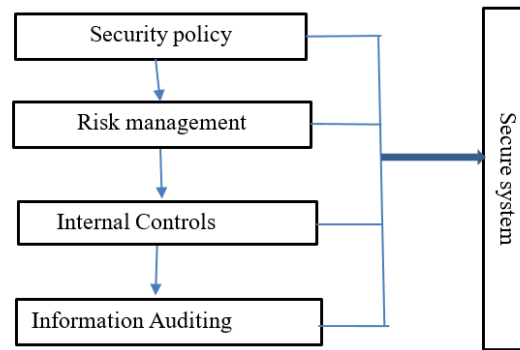 Security policy
Risk management
Internal Controls
Information Auditing
Secure system